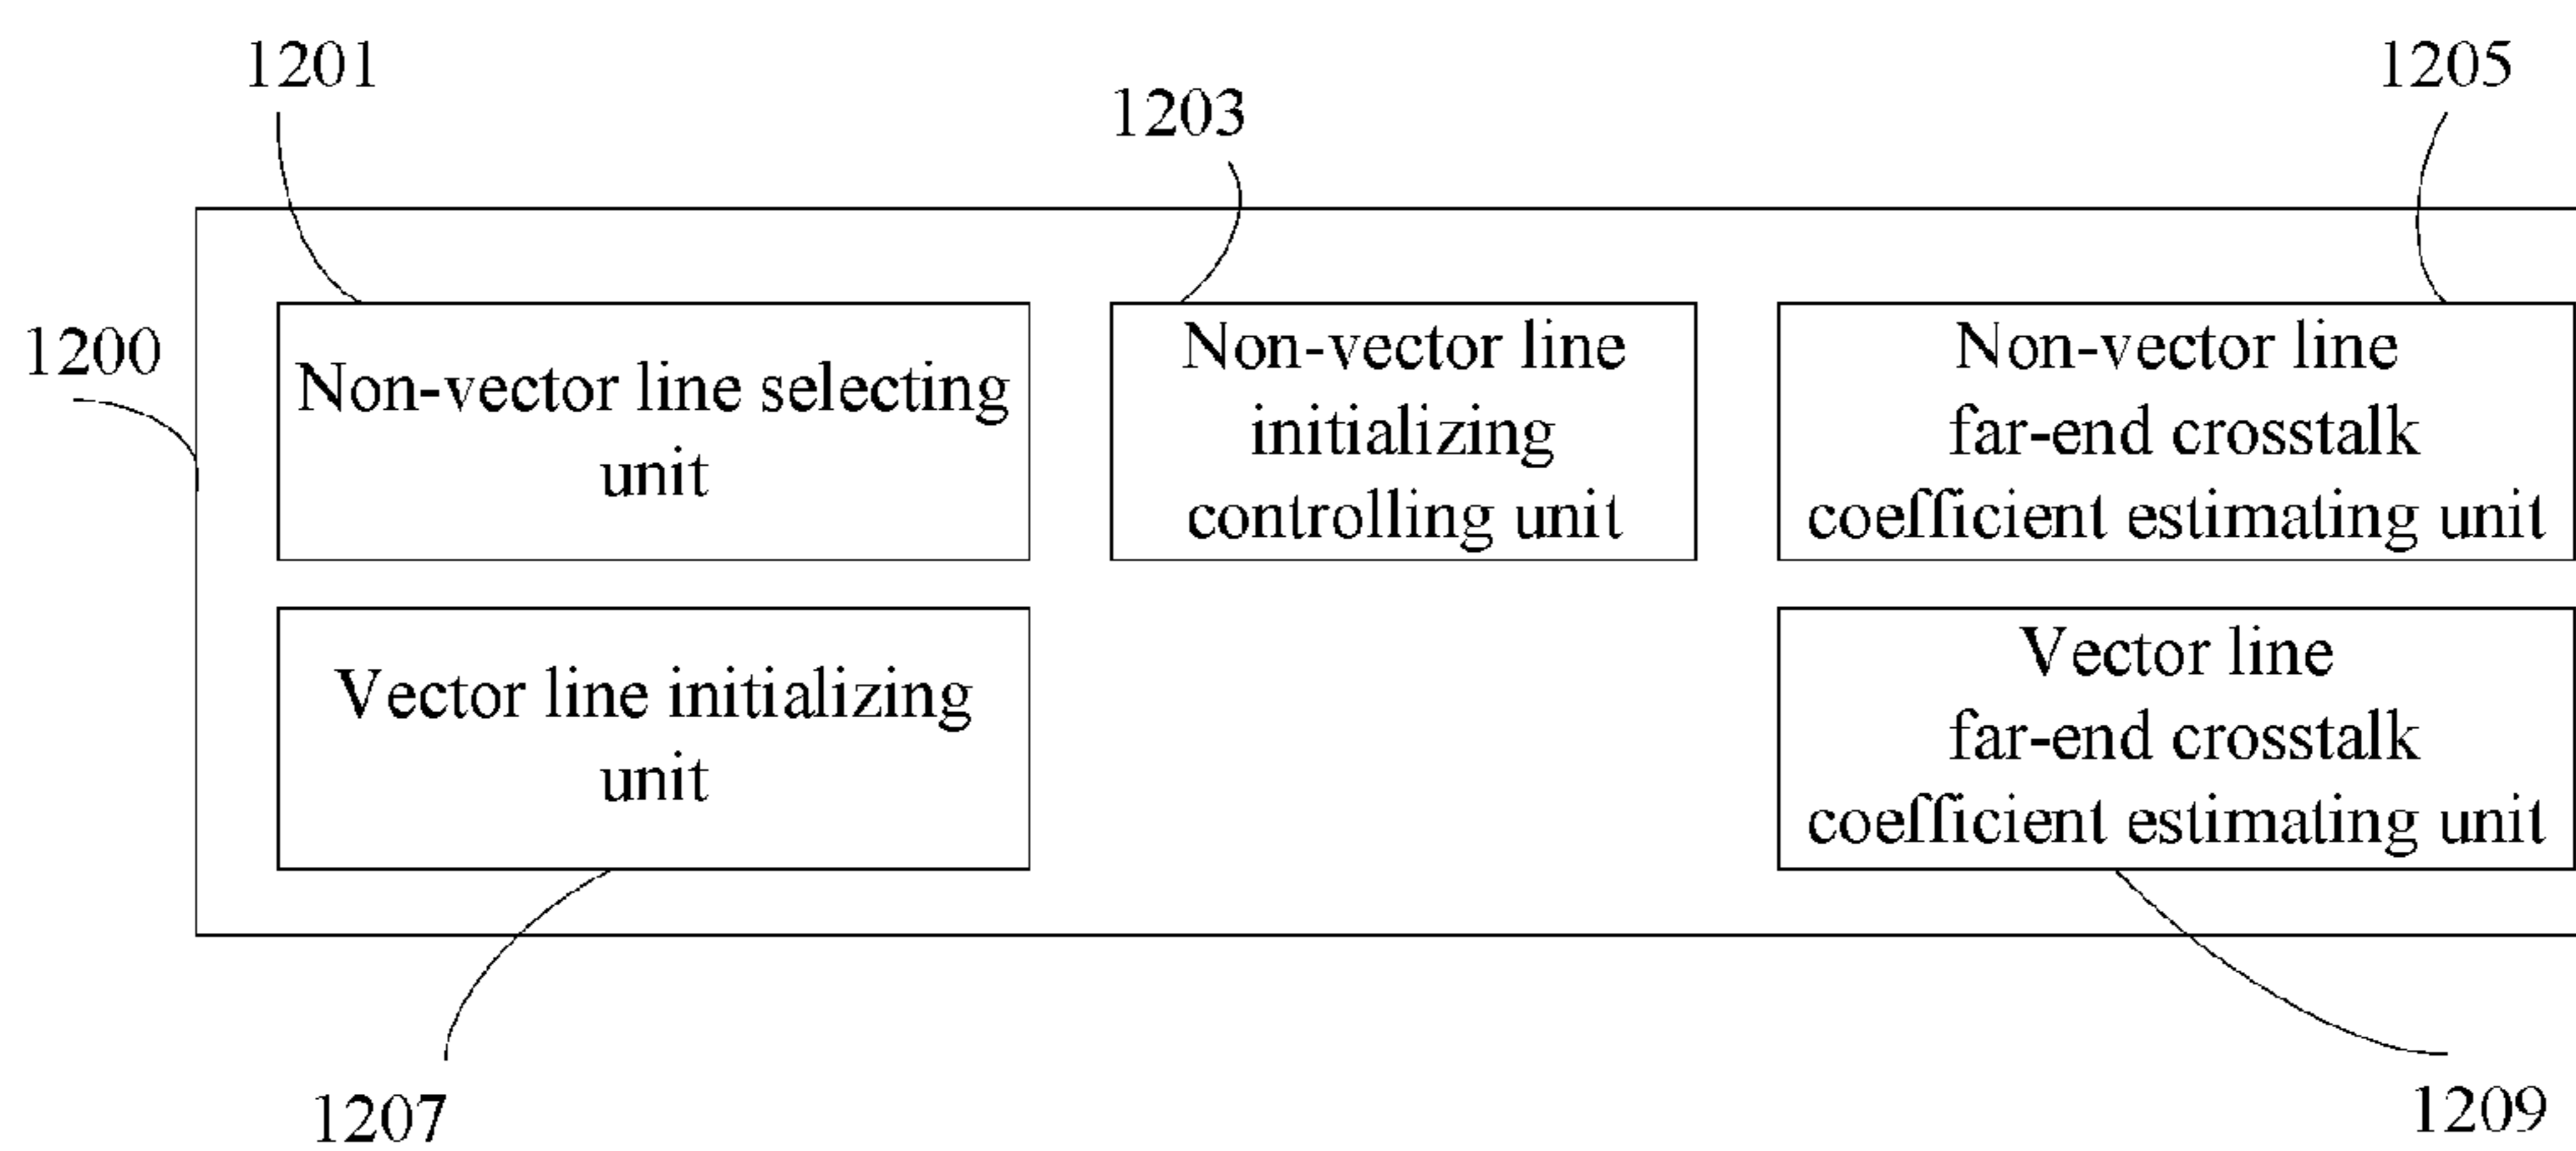 1201
1203
1205
1200
Non-vector line selecting
unit
Non-vector line
initializing
controlling unit
Non-vector line
far-end crosstalk
coefficient estimating unit
Vector line initializing
unit
Vector line
far-end crosstalk
coefficient estimating unit
1207
1209